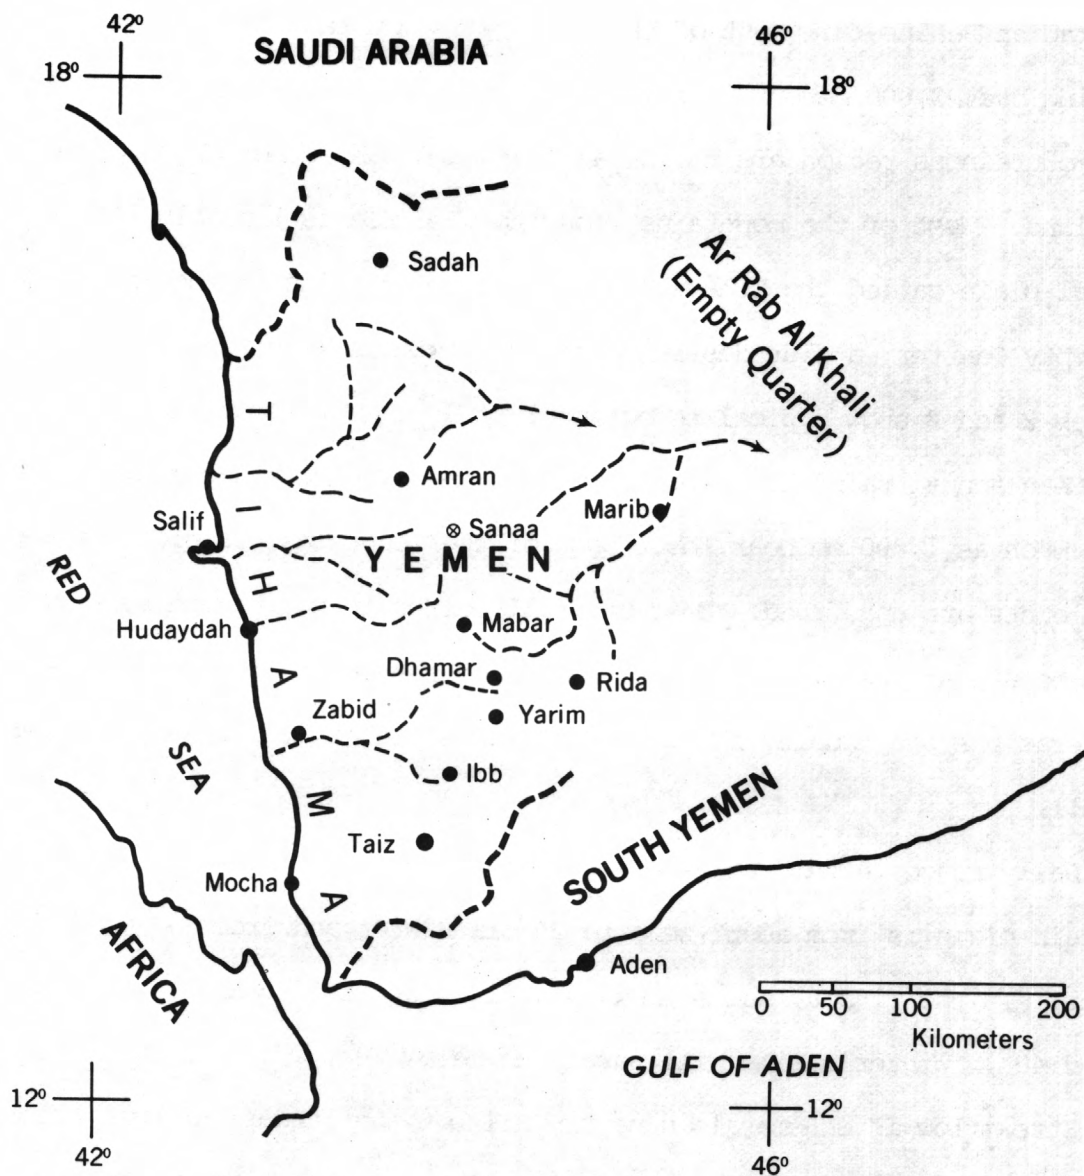 42°
18°
SAUDI ARABIA
46°
18°
Sadah
Ar Rab Al Khali
(Empty Quarter)
TIHAMA
Amran
Salif
Sanaa
Marib
YEMEN
RED
SEA
Hudaydah
Mabar
Dhamar
Rida
Zabid
Yarim
Ibb
Taiz
SOUTH YEMEN
Mocha
AFRICA
Aden
0 50 100 200
Kilometers
GULF OF ADEN
12°
42°
12°
46°